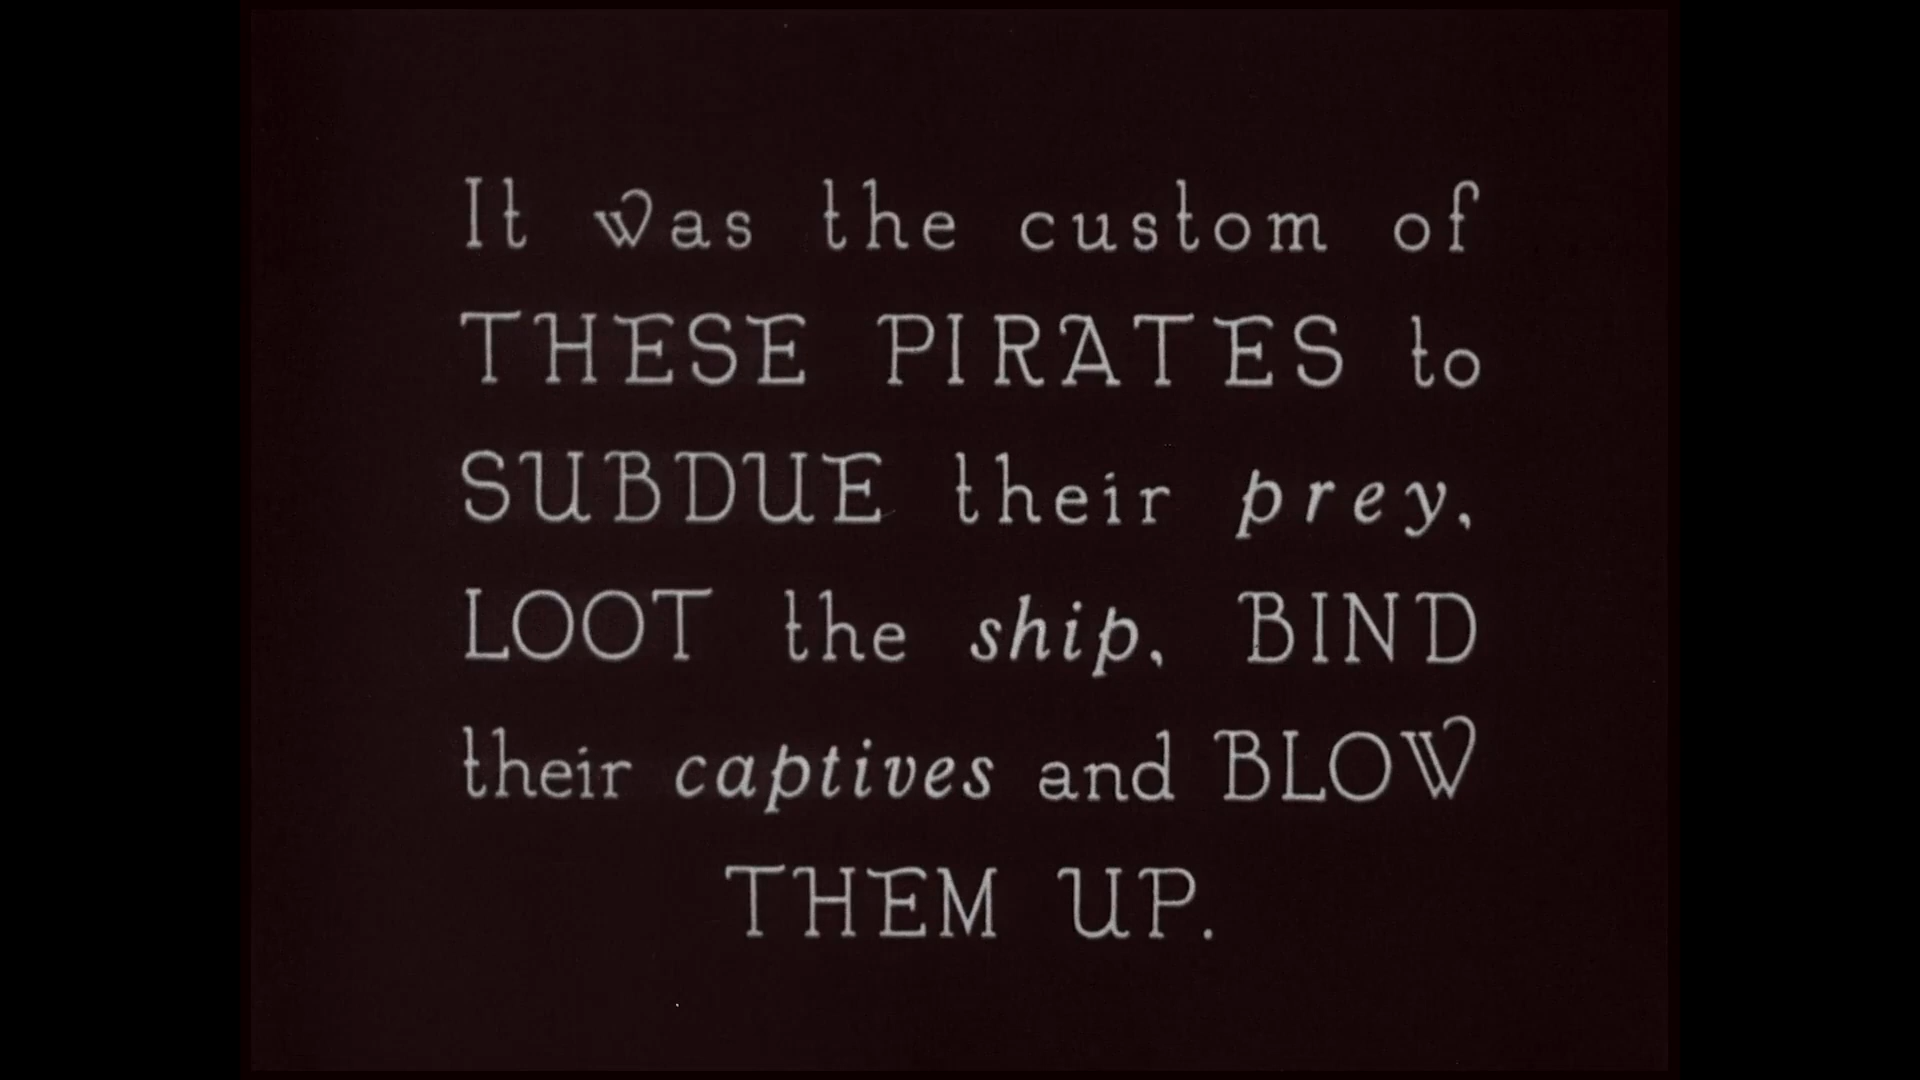 It was the custom of
THESE PIRATES to
SUBDUE their prey,
LOOT the ship, BIND
their captives and BLOW
THEM UP.